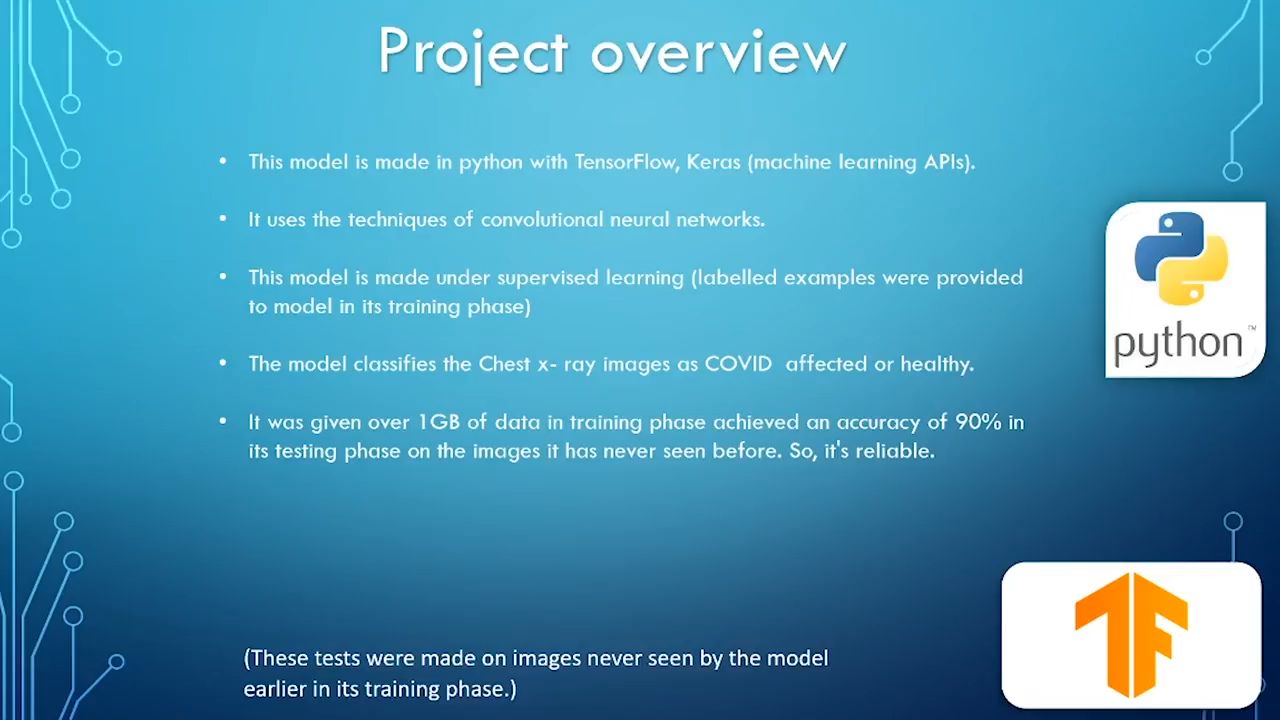 Project overview
• This model is made in python with TensorFlow, Keras (machine learning APIs).
• It uses the techniques of convolutional neural networks.
• This model is made under supervised learning (labelled examples were provided
to model in its training phase)
• The model classifies the Chest x- ray images as COVID  affected or healthy.
• It was given over 1GB of data in training phase achieved an accuracy of 90% in
its testing phase on the images it has never seen before. So, it's reliable.
python™
(These tests were made on images never seen by the model
earlier in its training phase.)